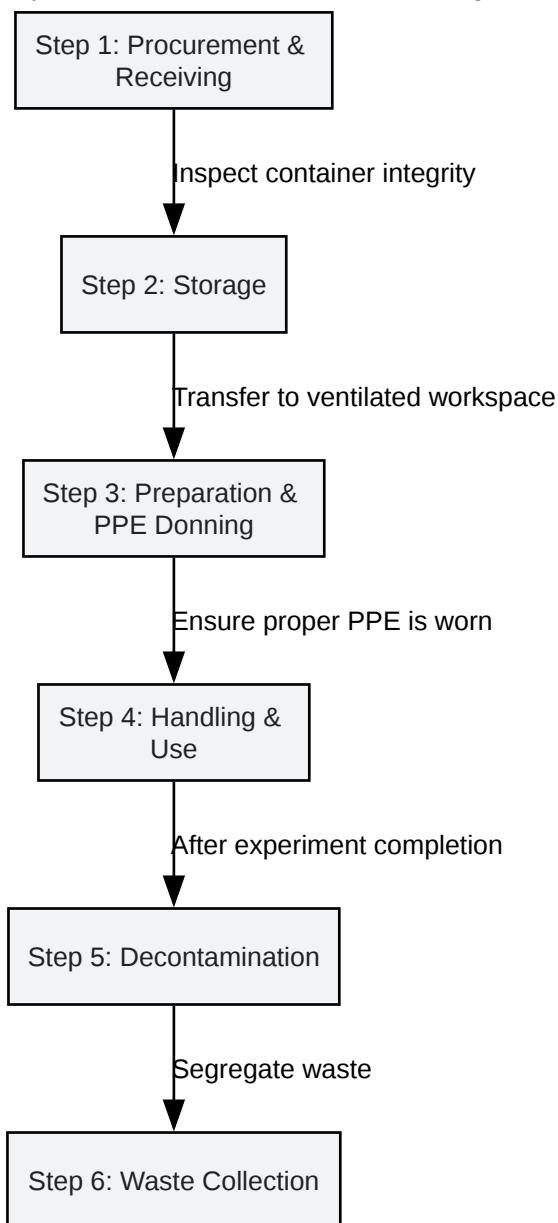 Step 1: Procurement &
Receiving
Inspect container integrity
Step 2: Storage
Transfer to ventilated workspace
Step 3: Preparation &
PPE Donning
Ensure proper PPE is worn
Step 4: Handling &
Use
After experiment completion
Step 5: Decontamination
Segregate waste
Step 6: Waste Collection